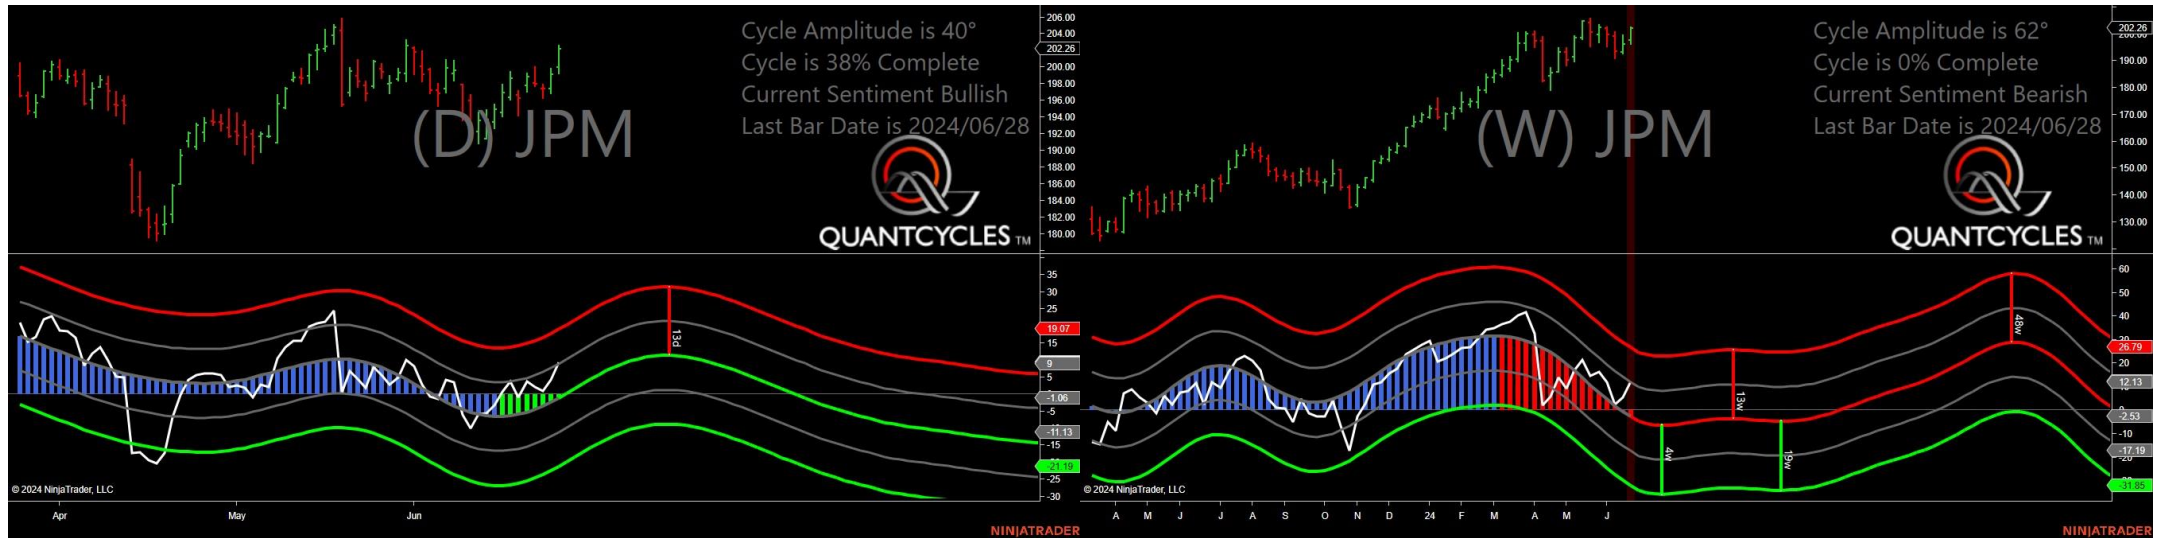 Cycle Amplitude is 40°
Cycle is 38% Complete
Current Sentiment Bullish
Last Bar Date is 2024/06/28
(D) JPM
QUANTCYCLES TM
206.00
204.00
202.26
200.00
198.00
196.00
194.00
192.00
190.00
188.00
186.00
184.00
182.00
180.00
35
30
25
19.07
15
9
5
-1.06
-5
-11.13
-15
-21.19
-25
-30
13d
© 2024 NinjaTrader, LLC
Apr May Jun
NINJATRADER
Cycle Amplitude is 62°
Cycle is 0% Complete
Current Sentiment Bearish
Last Bar Date is 2024/06/28
(W) JPM
QUANTCYCLES TM
202.26
190.00
180.00
170.00
160.00
150.00
140.00
130.00
60
50
40
30
26.79
20
12.13
-2.53
-10
-17.19
-31.85
4w
13w
19w
48w
© 2024 NinjaTrader, LLC
A M J J A S O N D 24 F M A M J
NINJATRADER